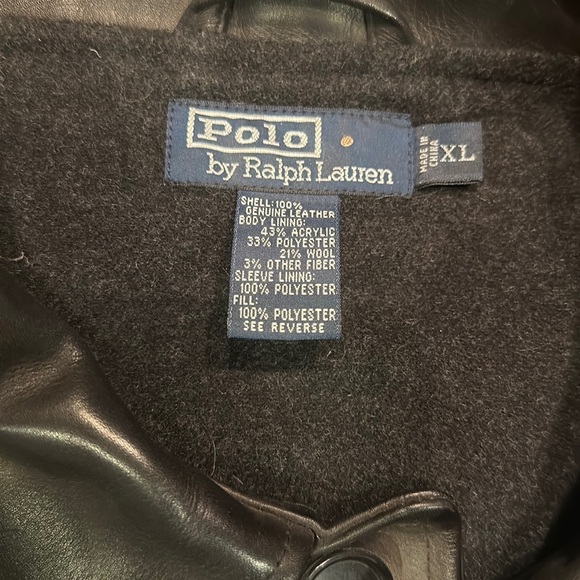 Polo
by Ralph Lauren
MADE IN
CHINA
XL
SHELL:100%
GENUINE LEATHER
BODY LINING:
43% ACRYLIC
33% POLYESTER
21% WOOL
3% OTHER FIBER
SLEEVE LINING:
100% POLYESTER
FILL:
100% POLYESTER
SEE REVERSE